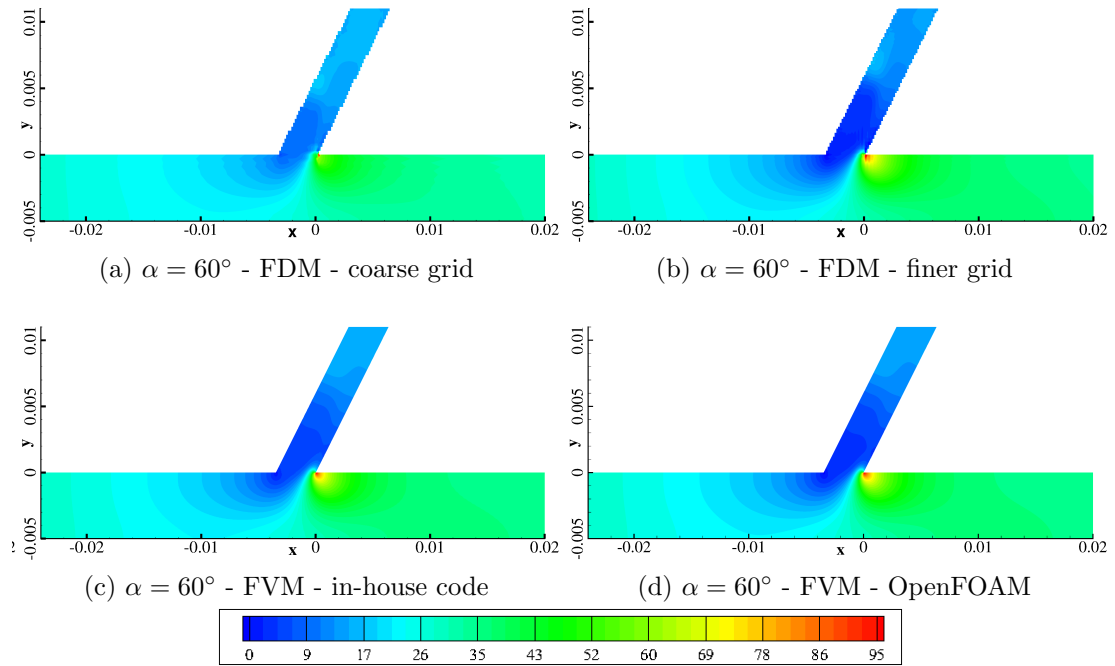 0.01
0.005
y
0
-0.005
-0.02
-0.01
x
0
0.01
0.02
(a) α = 60° - FDM - coarse grid
0.01
0.005
y
0
-0.005
-0.02
-0.01
x
0
0.01
0.02
(b) α = 60° - FDM - finer grid
0.01
0.005
y
0
-0.005
-0.02
-0.01
x
0
0.01
0.02
(c) α = 60° - FVM - in-house code
0.01
0.005
y
0
-0.005
-0.02
-0.01
x
0
0.01
0.02
(d) α = 60° - FVM - OpenFOAM
0 9 17 26 35 43 52 60 69 78 86 95